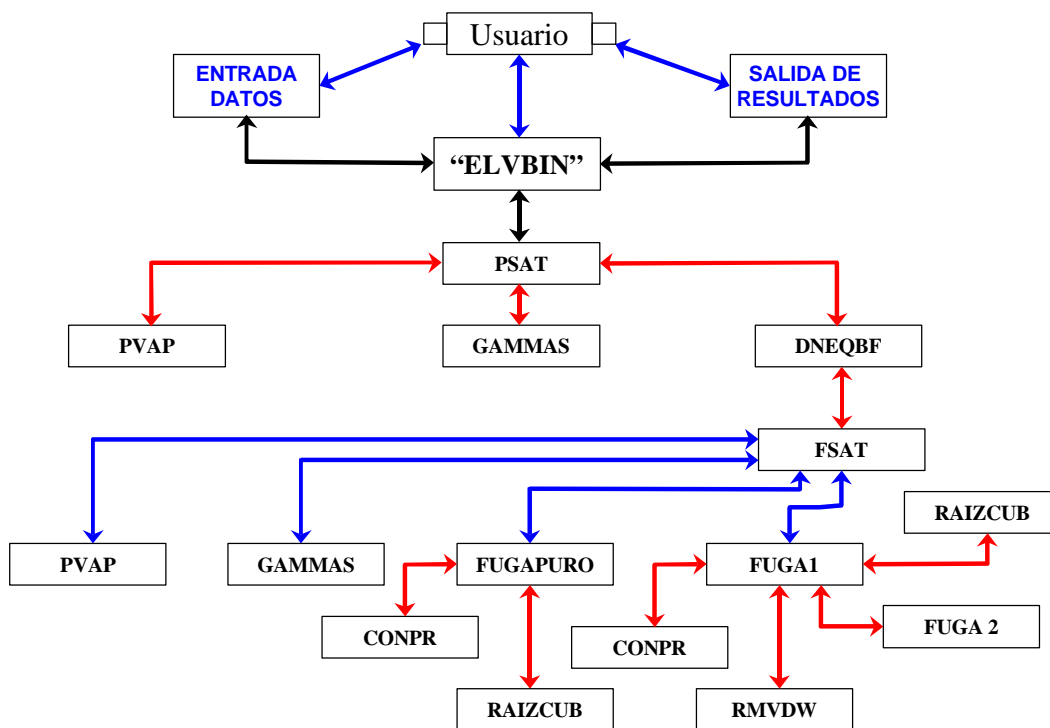 Usuario
ENTRADA
DATOS
SALIDA DE
RESULTADOS
“ELVBIN”
PSAT
PVAP
GAMMAS
DNEQBF
FSAT
RAIZCUB
PVAP
GAMMAS
FUGAPURO
FUGA1
CONPR
CONPR
FUGA 2
RAIZCUB
RMVDW